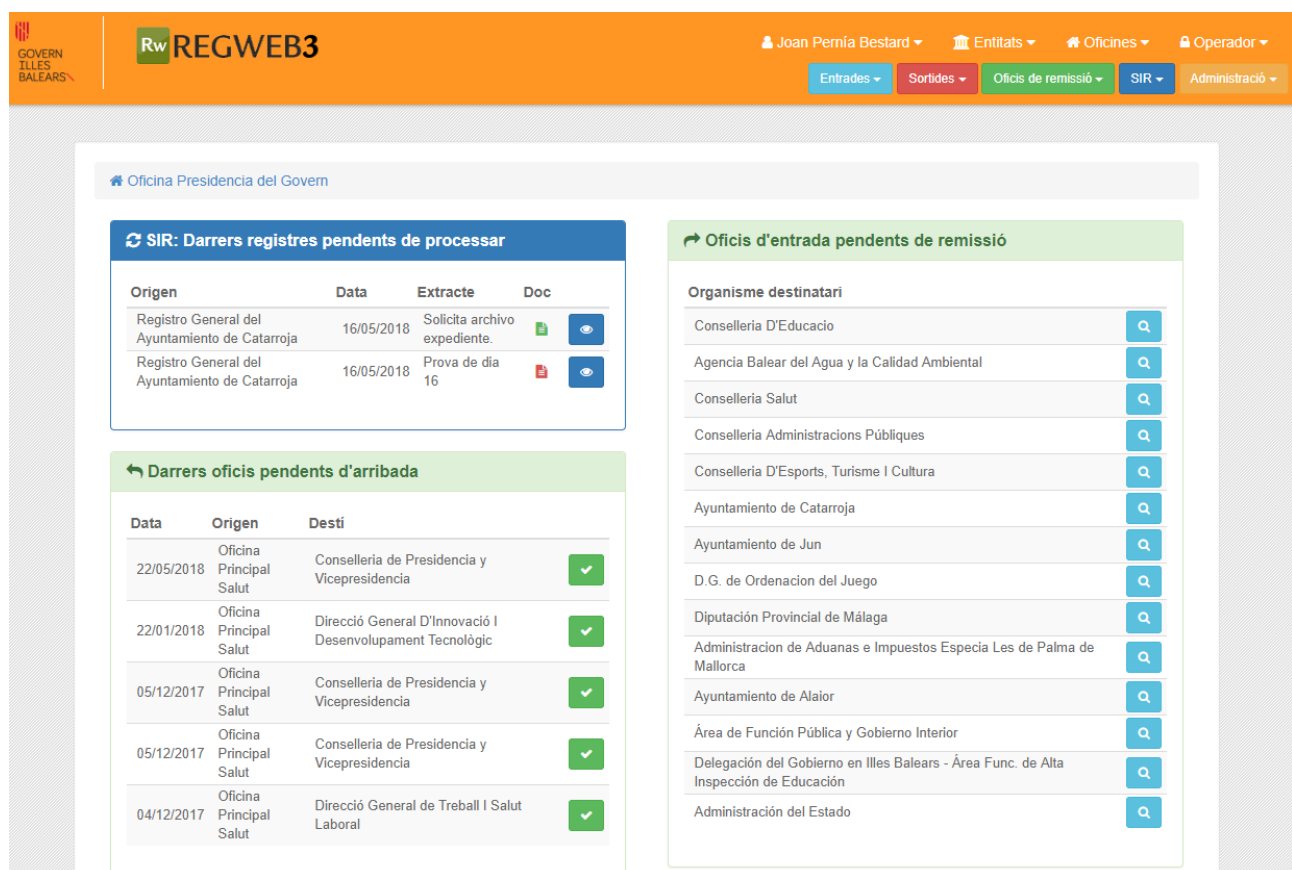 GOVERN
ILLES
BALEARS
Rw REGWEB3
Joan Pernía Bestard
Entitats
Oficines
Operador
Entrades
Sortides
Oficis de remissió
SIR
Administració
Oficina Presidencia del Govern
SIR: Darrers registres pendents de processar
Origen Data Extracte Doc
Registro General del
Ayuntamiento de Catarroja
16/05/2018
Solicita archivo
expediente.
Registro General del
Ayuntamiento de Catarroja
16/05/2018
Prova de dia
16
Darrers oficis pendents d'arribada
Data Origen Destí
22/05/2018
Oficina
Principal
Salut
Conselleria de Presidencia y
Vicepresidencia
22/01/2018
Oficina
Principal
Salut
Direcció General D'Innovació I
Desenvolupament Tecnològic
05/12/2017
Oficina
Principal
Salut
Conselleria de Presidencia y
Vicepresidencia
05/12/2017
Oficina
Principal
Salut
Conselleria de Presidencia y
Vicepresidencia
04/12/2017
Oficina
Principal
Salut
Direcció General de Treball I Salut
Laboral
Oficis d'entrada pendents de remissió
Organisme destinatari
Conselleria D'Educacio
Agencia Balear del Agua y la Calidad Ambiental
Conselleria Salut
Conselleria Administracions Públiques
Conselleria D'Esports, Turisme I Cultura
Ayuntamiento de Catarroja
Ayuntamiento de Jun
D.G. de Ordenacion del Juego
Diputación Provincial de Málaga
Administracion de Aduanas e Impuestos Especia Les de Palma de
Mallorca
Ayuntamiento de Alaior
Área de Función Pública y Gobierno Interior
Delegación del Gobierno en Illes Balears - Área Func. de Alta
Inspección de Educación
Administración del Estado